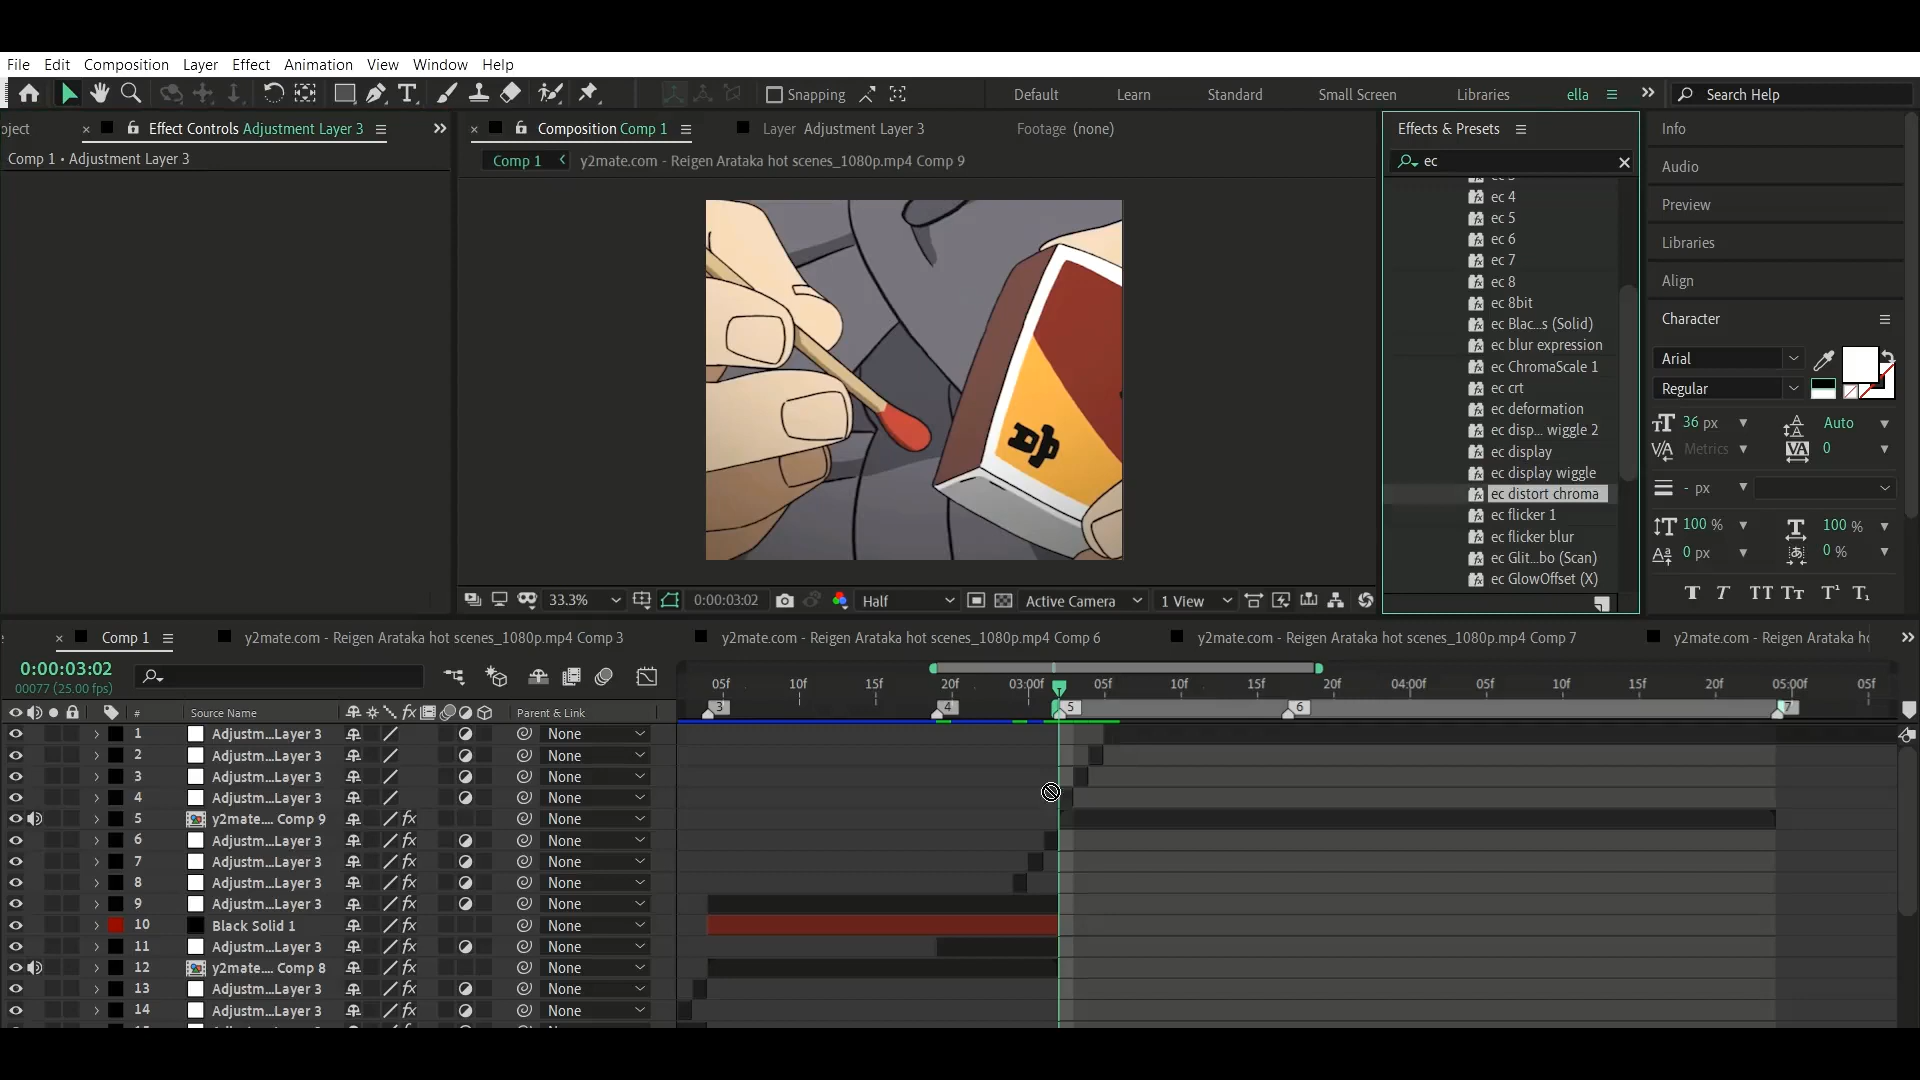 File Edit Composition Layer Effect Animation View Window Help
Snapping Default Learn Standard Small Screen Libraries ella Search Help
oject Effect Controls Adjustment Layer 3
Comp 1 • Adjustment Layer 3
Composition Comp 1 Layer Adjustment Layer 3 Footage (none)
Comp 1 y2mate.com - Reigen Arataka hot scenes_1080p.mp4 Comp 9
Effects & Presets
ec
ec 4
ec 5
ec 6
ec 7
ec 8
ec 8bit
ec Blac...s (Solid)
ec blur expression
ec ChromaScale 1
ec crt
ec deformation
ec disp... wiggle 2
ec display
ec display wiggle
ec distort chroma
ec flicker 1
ec flicker blur
ec Glit...bo (Scan)
ec GlowOffset (X)
Info
Audio
Preview
Libraries
Align
Character
Arial
Regular
36 px Auto
Metrics 0
- px
100 % 100 %
0 px 0 %
33.3% 0:00:03:02 Half Active Camera 1 View
Comp 1 y2mate.com - Reigen Arataka hot scenes_1080p.mp4 Comp 3 y2mate.com - Reigen Arataka hot scenes_1080p.mp4 Comp 6 y2mate.com - Reigen Arataka hot scenes_1080p.mp4 Comp 7 y2mate.com - Reigen Arataka ho
0:00:03:02
00077 (25.00 fps)
05f 10f 15f 20f 03:00f 05f 10f 15f 20f 04:00f 05f 10f 15f 20f 05:00f 05f
3 4 5 6 7
# Source Name Parent & Link
1 Adjustm...Layer 3 None
2 Adjustm...Layer 3 None
3 Adjustm...Layer 3 None
4 Adjustm...Layer 3 None
5 y2mate.... Comp 9 None
6 Adjustm...Layer 3 None
7 Adjustm...Layer 3 None
8 Adjustm...Layer 3 None
9 Adjustm...Layer 3 None
10 Black Solid 1 None
11 Adjustm...Layer 3 None
12 y2mate.... Comp 8 None
13 Adjustm...Layer 3 None
14 Adjustm...Layer 3 None